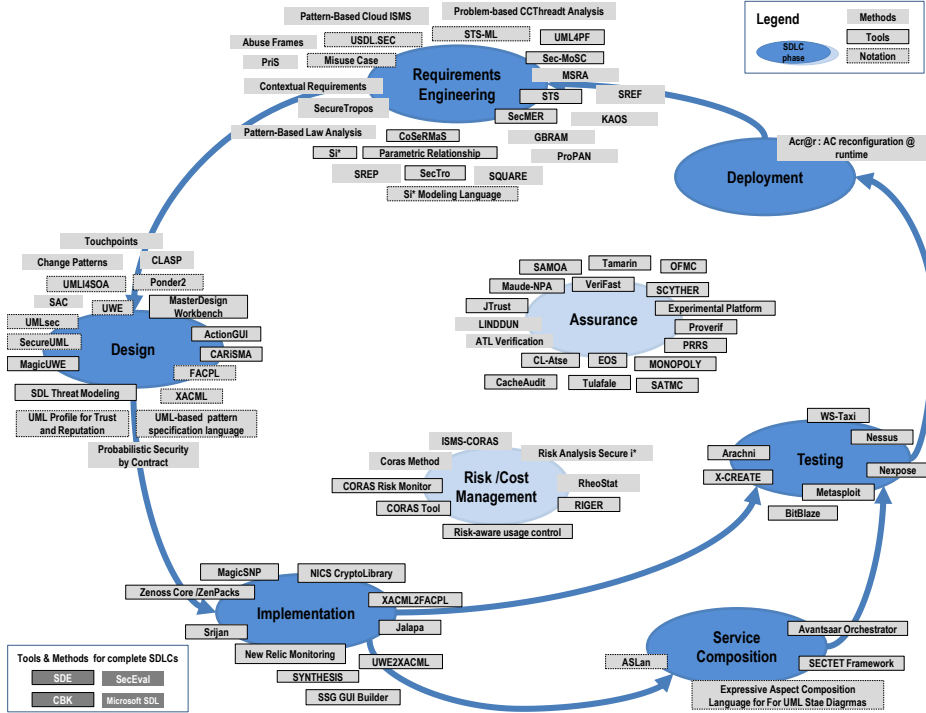 Pattern-Based Cloud ISMS
Problem-based CCThreadt Analysis
Legend
Methods
Tools
Notation
SDLC
phase
Abuse Frames
USDL.SEC
STS-ML
UML4PF
PriS
Misuse Case
Sec-MoSC
Requirements
Engineering
MSRA
Contextual Requirements
STS
SREF
SecureTropos
SecMER
KAOS
Pattern-Based Law Analysis
CoSeRMaS
GBRAM
Si*
Parametric Relationship
ProPAN
SREP
SecTro
SQUARE
Si* Modeling Language
Acr@r : AC reconfiguration @
runtime
Deployment
Touchpoints
Change Patterns
CLASP
UMLI4SOA
Ponder2
SAC
UWE
MasterDesign
Workbench
UMLsec
SecureUML
Design
ActionGUI
CARiSMA
MagicUWE
FACPL
SDL Threat Modeling
XACML
UML Profile for Trust
and Reputation
UML-based pattern
specification language
Probabilistic Security
by Contract
SAMOA
Tamarin
OFMC
Maude-NPA
VeriFast
SCYTHER
JTrust
Experimental Platform
LINDDUN
Assurance
Proverif
ATL Verification
PRRS
CL-Atse
EOS
MONOPOLY
CacheAudit
Tulafale
SATMC
ISMS-CORAS
Coras Method
Risk Analysis Secure i*
CORAS Risk Monitor
Risk /Cost
Management
RheoStat
CORAS Tool
RIGER
Risk-aware usage control
WS-Taxi
Nessus
Arachni
Testing
X-CREATE
Nexpose
Metasploit
BitBlaze
MagicSNP
NICS CryptoLibrary
Zenoss Core /ZenPacks
Implementation
XACML2FACPL
Srijan
Jalapa
New Relic Monitoring
UWE2XACML
SYNTHESIS
SSG GUI Builder
Service
Composition
Avantsaar Orchestrator
ASLan
SECTET Framework
Expressive Aspect Composition
Language for For UML Stae Diagrmas
Tools & Methods for complete SDLCs
SDE
SecEval
CBK
Microsoft SDL